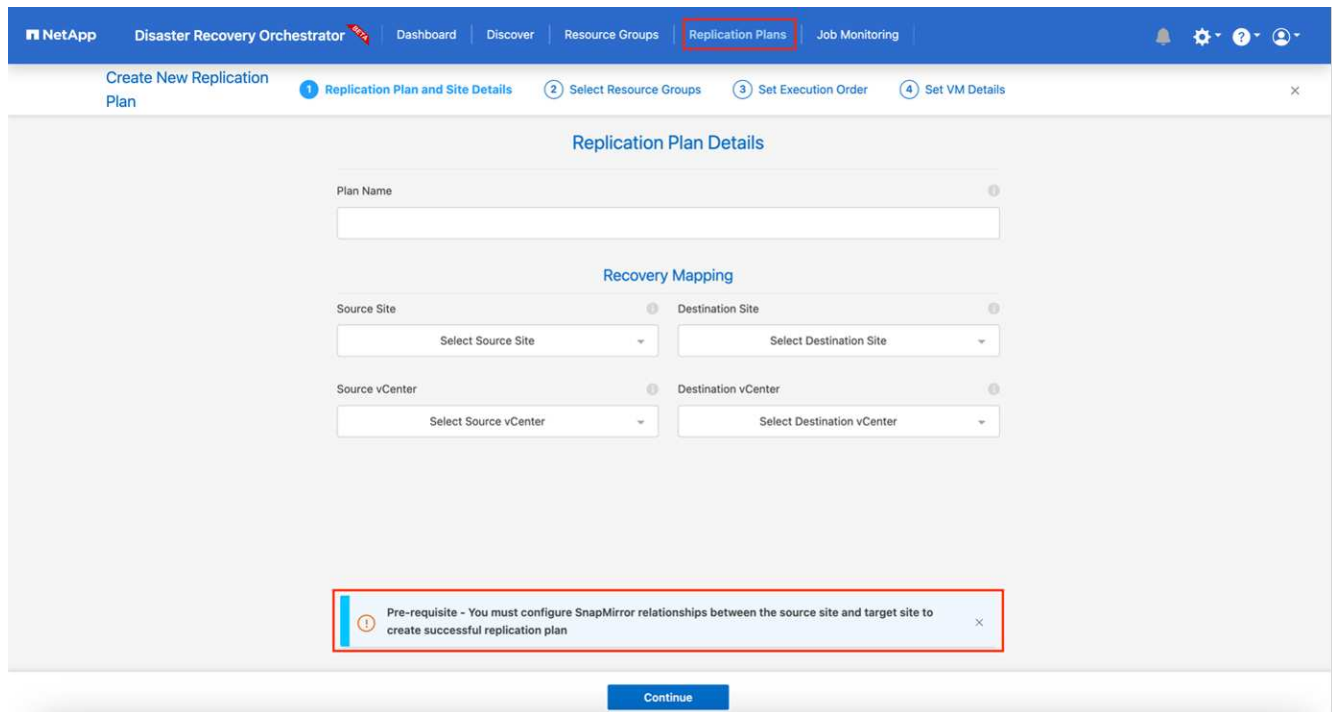 NetApp Disaster Recovery Orchestrator BETA Dashboard Discover Resource Groups Replication Plans Job Monitoring
Create New Replication
Plan
1 Replication Plan and Site Details 2 Select Resource Groups 3 Set Execution Order 4 Set VM Details
Replication Plan Details
Plan Name
Recovery Mapping
Source Site Destination Site
Select Source Site Select Destination Site
Source vCenter Destination vCenter
Select Source vCenter Select Destination vCenter
Pre-requisite - You must configure SnapMirror relationships between the source site and target site to
create successful replication plan
Continue